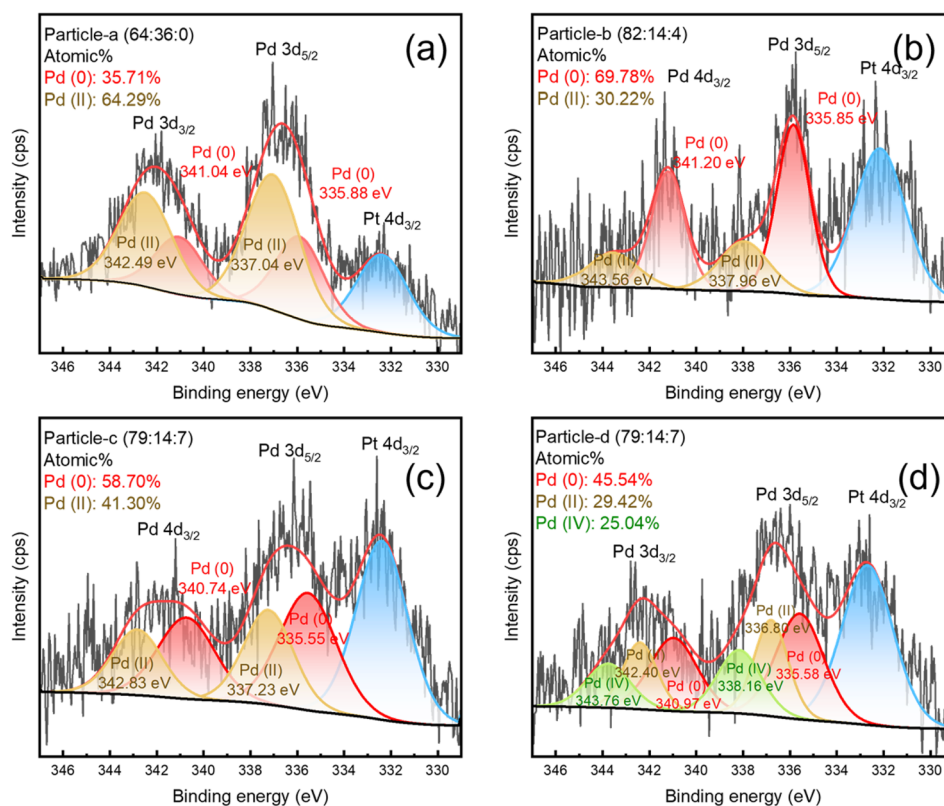 Particle-a (64:36:0)
Atomic%
Pd (0): 35.71%
Pd (II): 64.29%
(a)
Pd 3d5/2
Pd 3d3/2
Pd (0)
341.04 eV
Pd (0)
335.88 eV
Pt 4d3/2
Pd (II)
342.49 eV
Pd (II)
337.04 eV
Intensity (cps)
346 344 342 340 338 336 334 332 330
Binding energy (eV)
Particle-b (82:14:4)
Atomic%
Pd (0): 69.78%
Pd (II): 30.22%
(b)
Pd 3d5/2
Pd 4d3/2
Pt 4d3/2
Pd (0)
335.85 eV
Pd (0)
341.20 eV
Pd (II)
343.56 eV
Pd (II)
337.96 eV
Intensity (cps)
346 344 342 340 338 336 334 332 330
Binding energy (eV)
Particle-c (79:14:7)
Atomic%
Pd (0): 58.70%
Pd (II): 41.30%
(c)
Pd 3d5/2
Pt 4d3/2
Pd 4d3/2
Pd (0)
340.74 eV
Pd (0)
335.55 eV
Pd (II)
342.83 eV
Pd (II)
337.23 eV
Intensity (cps)
346 344 342 340 338 336 334 332 330
Binding energy (eV)
Particle-d (79:14:7)
Atomic%
Pd (0): 45.54%
Pd (II): 29.42%
Pd (IV): 25.04%
(d)
Pd 3d5/2
Pt 4d3/2
Pd 3d3/2
Pd (II)
336.80 eV
Pd (II)
342.40 eV
Pd (0)
335.58 eV
Pd (IV)
338.16 eV
Pd (IV)
343.76 eV
Pd (0)
340.97 eV
Intensity (cps)
346 344 342 340 338 336 334 332 330
Binding energy (eV)